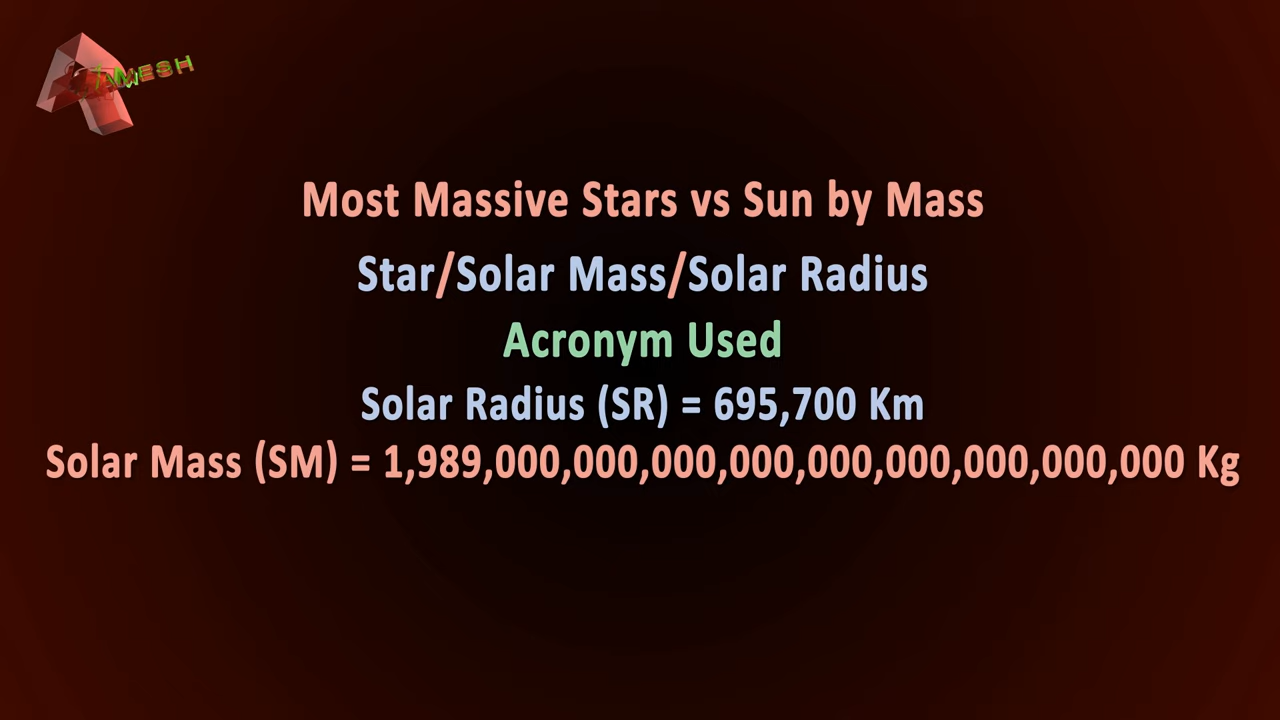 Most Massive Stars vs Sun by Mass
Star/Solar Mass/Solar Radius
Acronym Used
Solar Radius (SR) = 695,700 Km
Solar Mass (SM) = 1,989,000,000,000,000,000,000,000,000,000 Kg